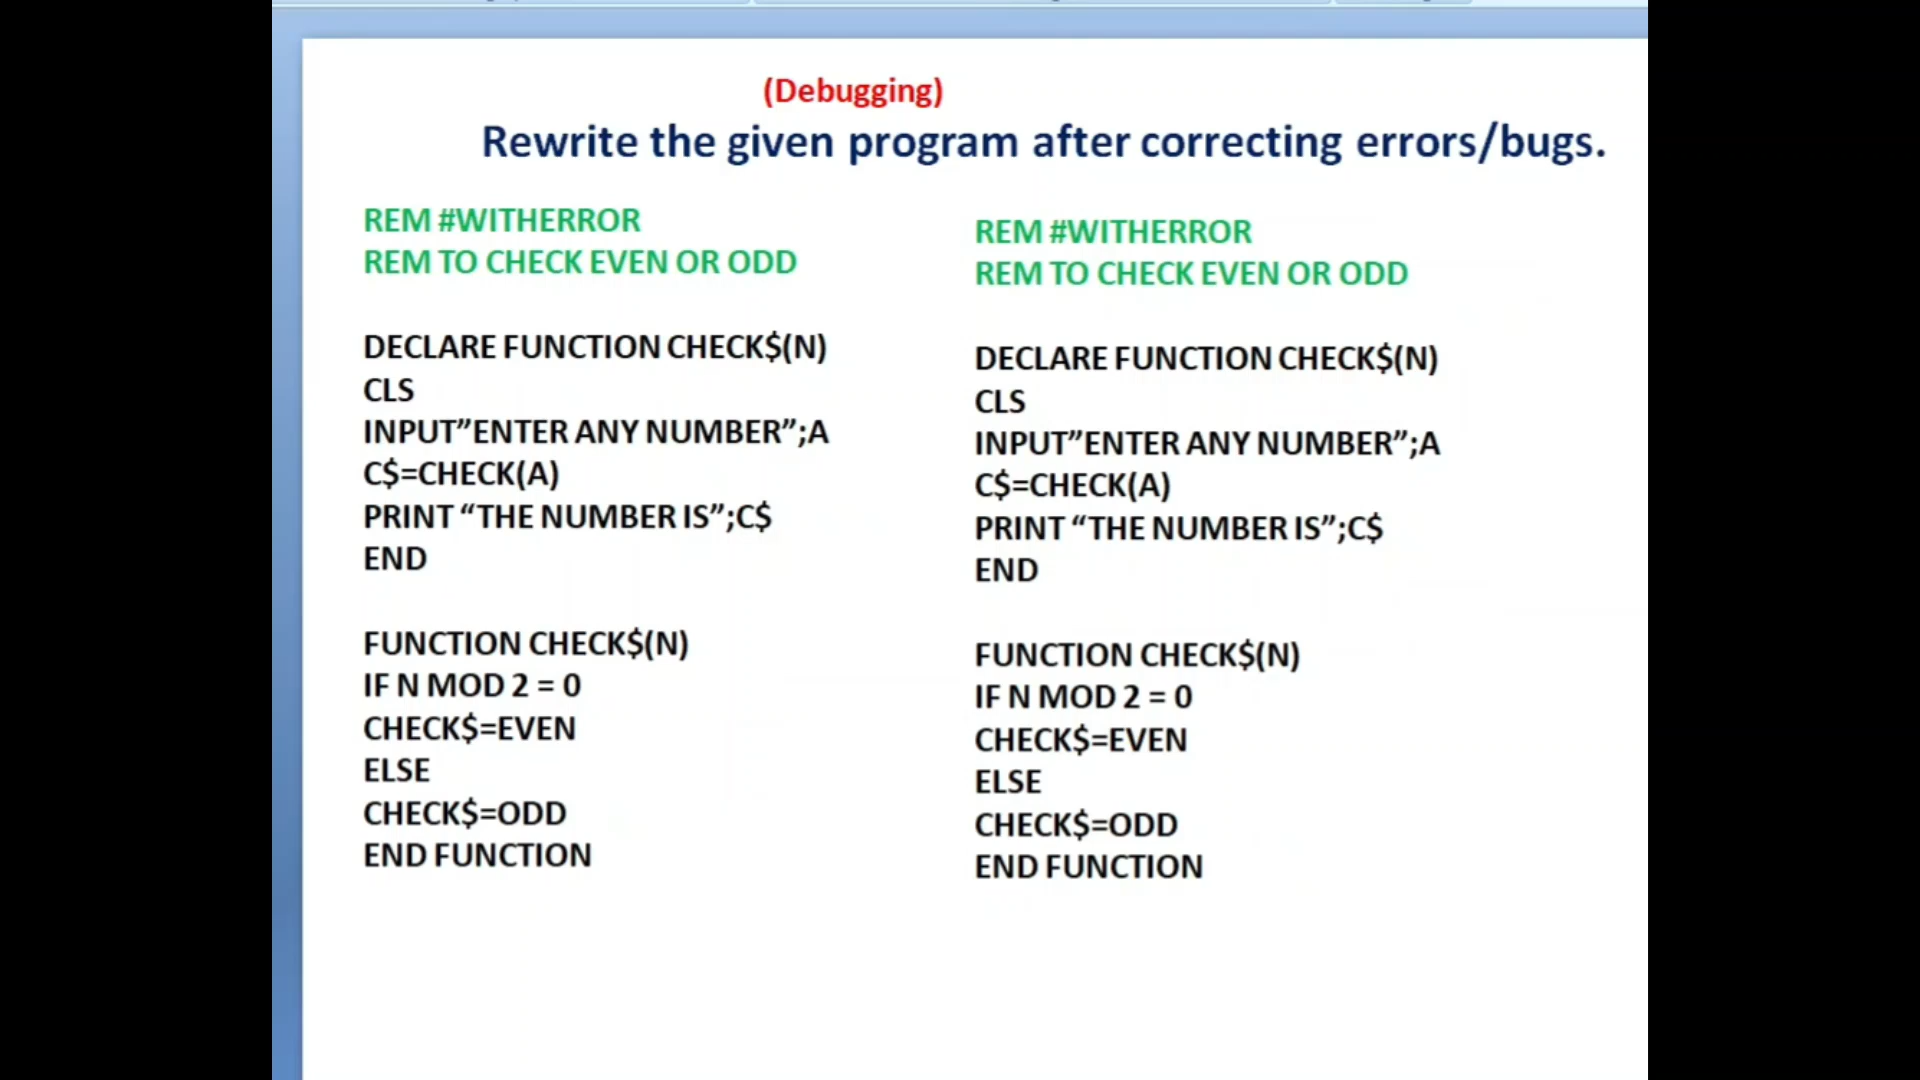 (Debugging)
Rewrite the given program after correcting errors/bugs.
REM #WITHERROR
REM TO CHECK EVEN OR ODD
DECLARE FUNCTION CHECK$(N)
CLS
INPUT”ENTER ANY NUMBER”;A
C$=CHECK(A)
PRINT “THE NUMBER IS”;C$
END
FUNCTION CHECK$(N)
IF N MOD 2 = 0
CHECK$=EVEN
ELSE
CHECK$=ODD
END FUNCTION
REM #WITHERROR
REM TO CHECK EVEN OR ODD
DECLARE FUNCTION CHECK$(N)
CLS
INPUT”ENTER ANY NUMBER”;A
C$=CHECK(A)
PRINT “THE NUMBER IS”;C$
END
FUNCTION CHECK$(N)
IF N MOD 2 = 0
CHECK$=EVEN
ELSE
CHECK$=ODD
END FUNCTION